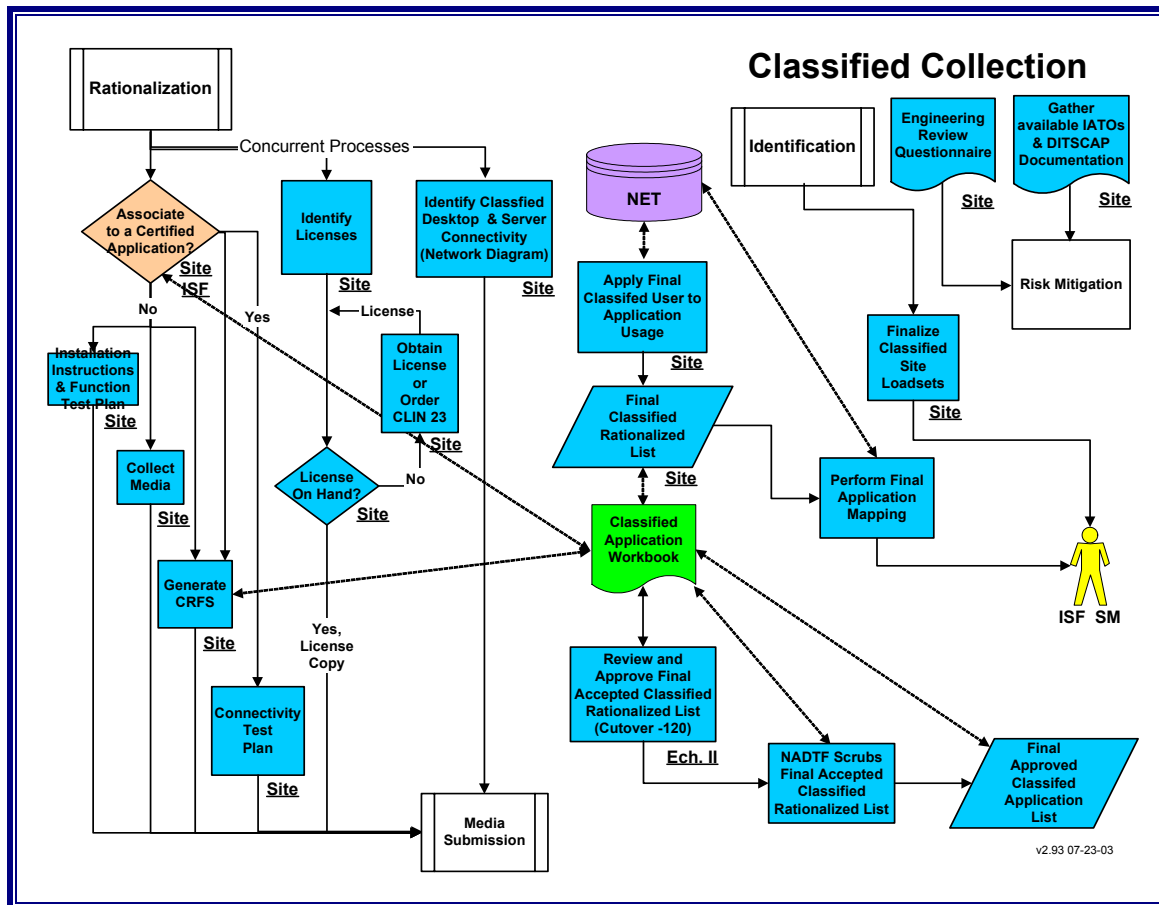 Classified Collection
Rationalization
Concurrent Processes
Associate
to a Certified
Application?
Site
ISF
No
Yes
Installation
Instructions
& Function
Test Plan
Site
Collect
Media
Site
Generate
CRFS
Site
Connectivity
Test
Plan
Site
Identify
Licenses
Site
License
Obtain
License
or
Order
CLIN 23
Site
License
On Hand?
Site
No
Yes,
License
Copy
Identify Classfied
Desktop & Server
Connectivity
(Network Diagram)
Site
Media
Submission
NET
Apply Final
Classifed User to
Application
Usage
Site
Final
Classified
Rationalized
List
Site
Classified
Application
Workbook
Review and
Approve Final
Accepted Classified
Rationalized List
(Cutover -120)
Ech. II
NADTF Scrubs
Final Accepted
Classified
Rationalized List
Final
Approved
Classifed
Application
List
Identification
Engineering
Review
Questionnaire
Site
Gather
available IATOs
& DITSCAP
Documentation
Site
Risk Mitigation
Finalize
Classified
Site
Loadsets
Site
Perform Final
Application
Mapping
ISF SM
v2.93 07-23-03